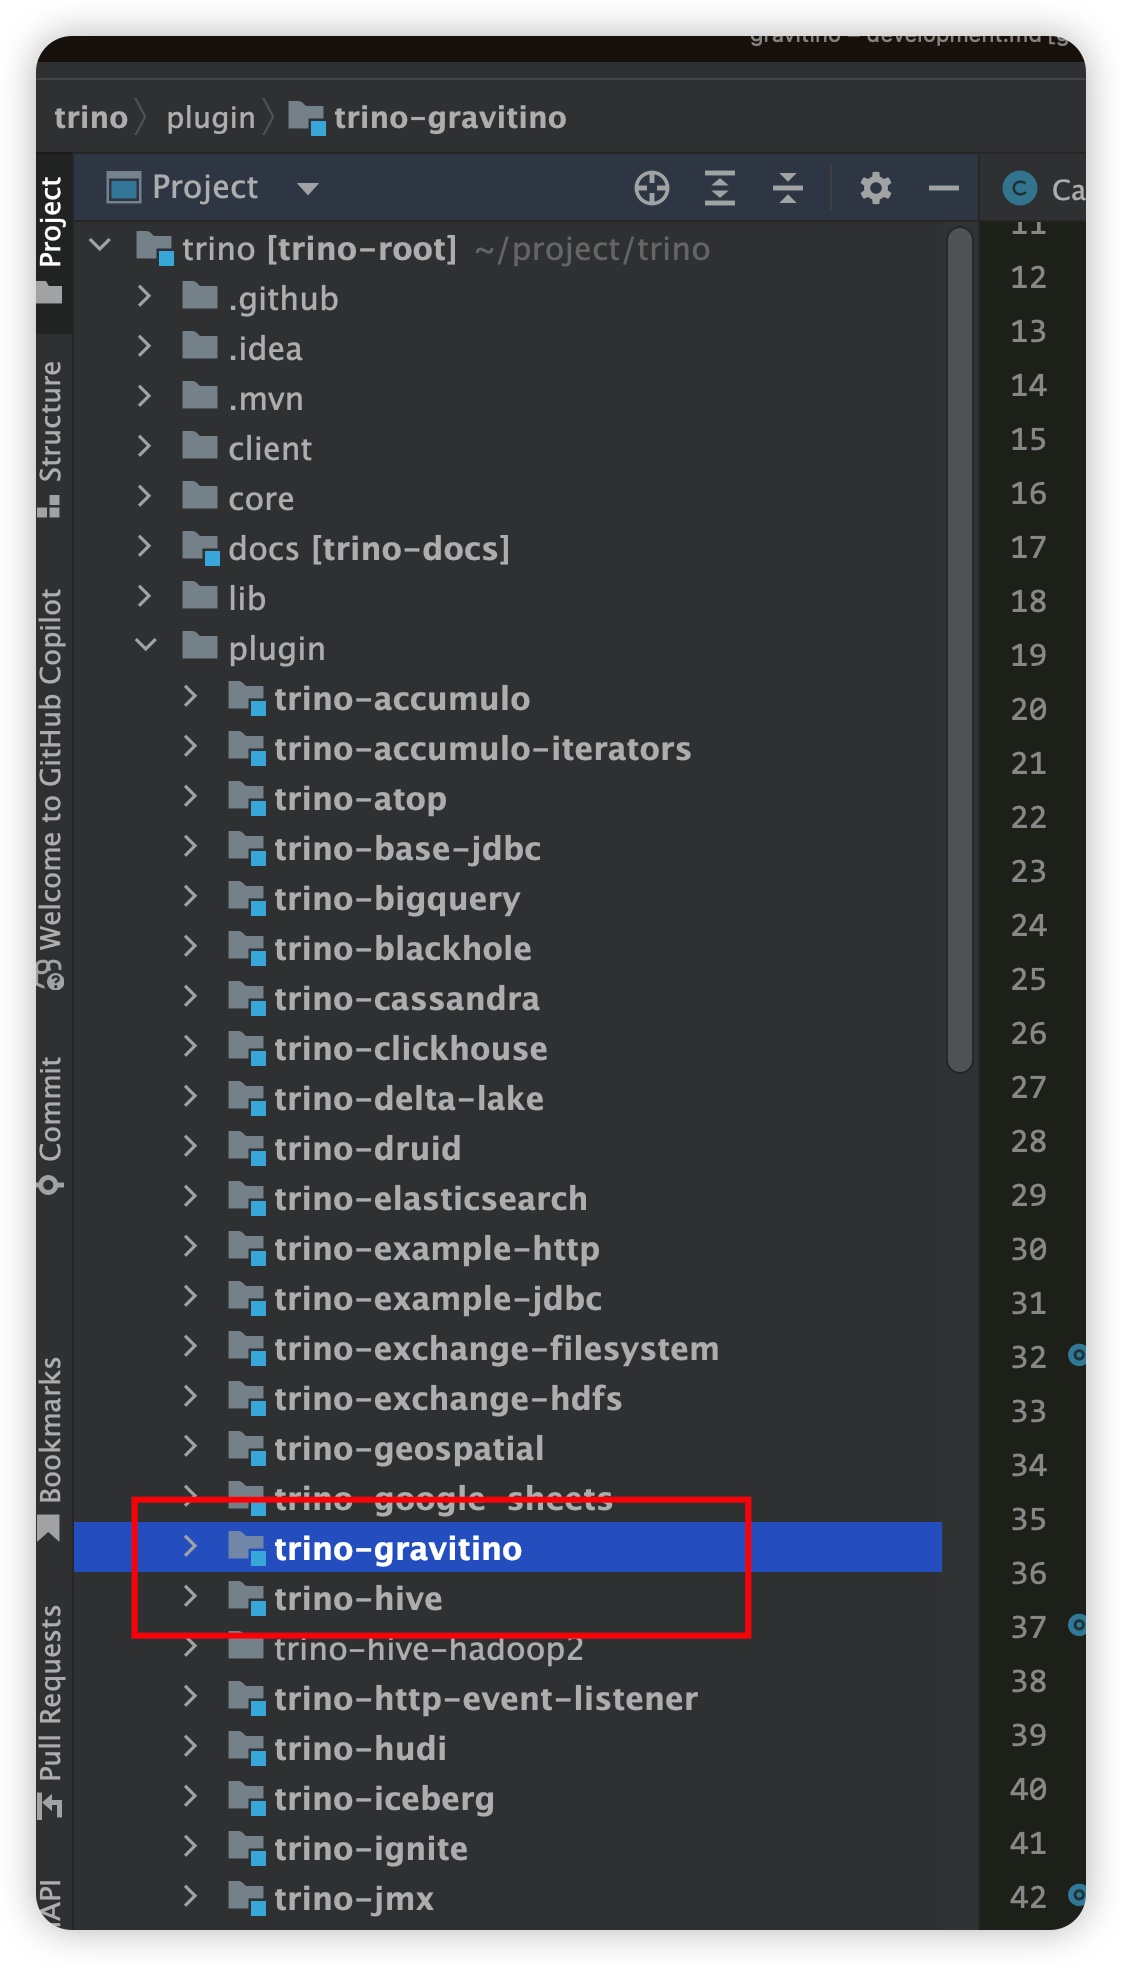 gravitino – development.md [g
trino plugin trino-gravitino
Project
Ca
trino [trino-root] ~/project/trino
.github
.idea
.mvn
client
core
docs [trino-docs]
lib
plugin
trino-accumulo
trino-accumulo-iterators
trino-atop
trino-base-jdbc
trino-bigquery
trino-blackhole
trino-cassandra
trino-clickhouse
trino-delta-lake
trino-druid
trino-elasticsearch
trino-example-http
trino-example-jdbc
trino-exchange-filesystem
trino-exchange-hdfs
trino-geospatial
trino-google-sheets
trino-gravitino
trino-hive
trino-hive-hadoop2
trino-http-event-listener
trino-hudi
trino-iceberg
trino-ignite
trino-jmx
Project
Structure
Welcome to GitHub Copilot
Commit
Bookmarks
Pull Requests
API
11
12
13
14
15
16
17
18
19
20
21
22
23
24
25
26
27
28
29
30
31
32
33
34
35
36
37
38
39
40
41
42